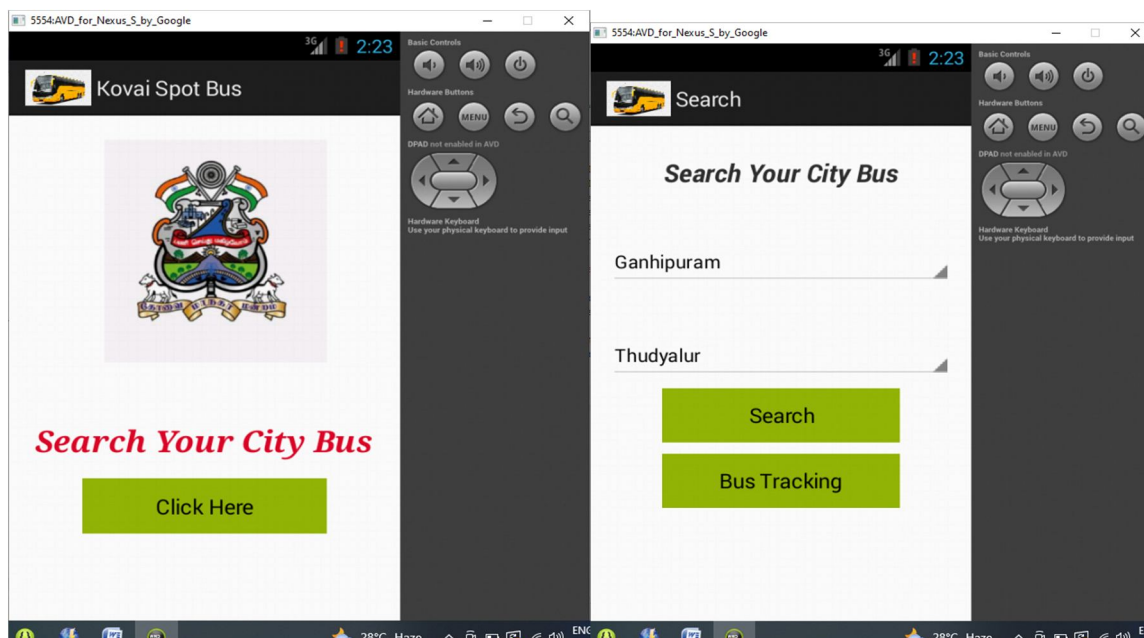 5554:AVD_for_Nexus_S_by_Google
3G 2:23
Kovai Spot Bus
Search Your City Bus
Click Here
Basic Controls
Hardware Buttons
MENU
DPAD not enabled in AVD
Hardware Keyboard
Use your physical keyboard to provide input
28°C Haze
ENG
5554:AVD_for_Nexus_S_by_Google
3G 2:23
Search
Search Your City Bus
Ganhipuram
Thudyalur
Search
Bus Tracking
Basic Controls
Hardware Buttons
MENU
DPAD not enabled in AVD
Hardware Keyboard
Use your physical keyboard to provide input
28°C Haze